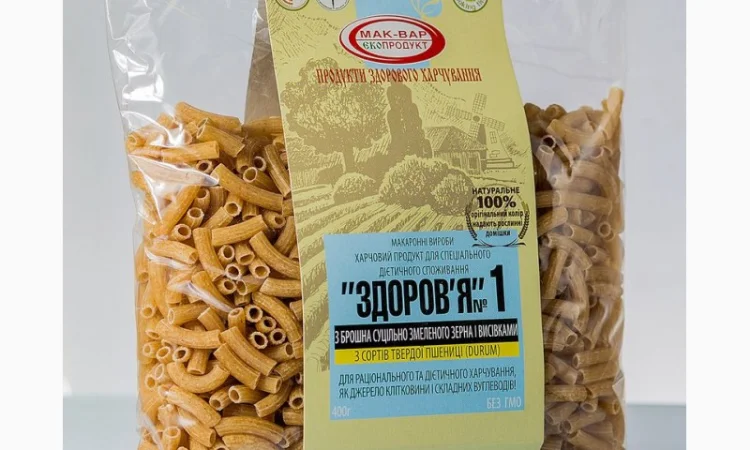 МАК-ВАР
ЕКОПРОДУКТ
ПРОДУКТИ ЗДОРОВОГО ХАРЧУВАННЯ
НАТУРАЛЬНЕ
100%
оригінальний колір
надають рослинні
домішки
МАКАРОННІ ВИРОБИ
ХАРЧОВИЙ ПРОДУКТ ДЛЯ СПЕЦІАЛЬНОГО
ДІЄТИЧНОГО СПОЖИВАННЯ
"ЗДОРОВ'Я" № 1
З БРОШНА СУЦІЛЬНО ЗМЕЛЕНОГО ЗЕРНА І ВИСІВКАМИ
З СОРТІВ ТВЕРДОЇ ПШЕНИЦІ (DURUM)
ДЛЯ РАЦІОНАЛЬНОГО ТА ДІЄТИЧНОГО ХАРЧУВАННЯ,
ЯК ДЖЕРЕЛО КЛІТКОВИНИ І СКЛАДНИХ ВУГЛЕВОДІВ!
400г
БЕЗ ГМО